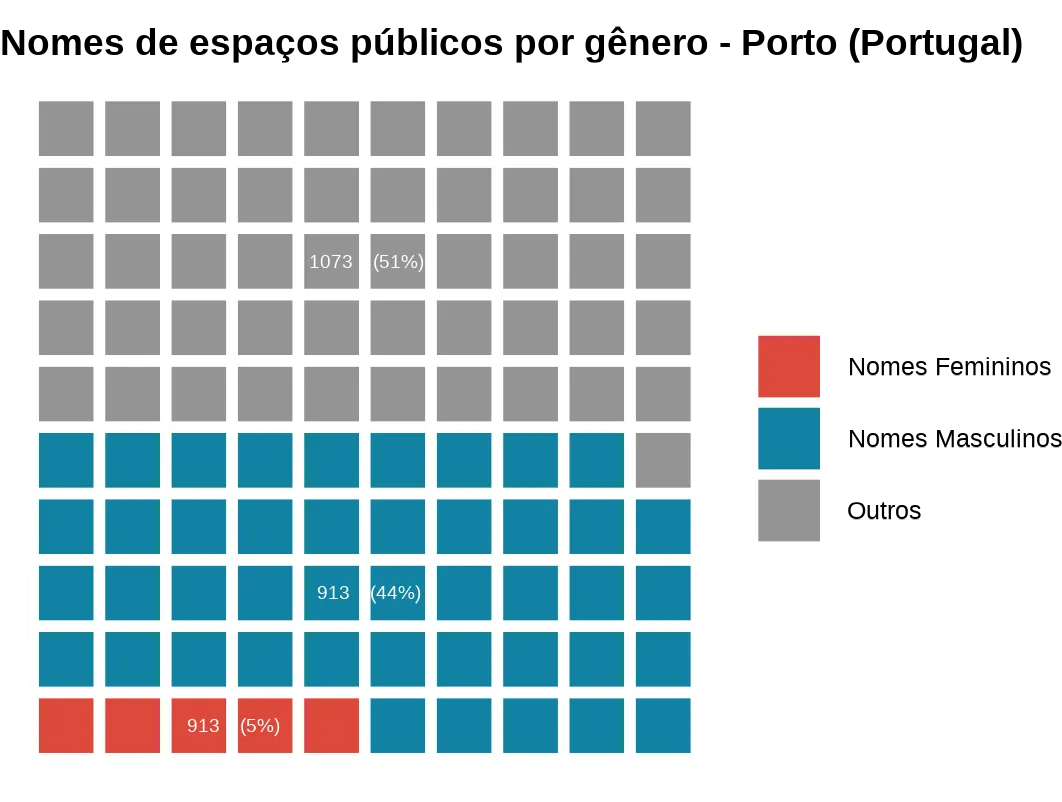 Nomes de espaços públicos por gênero - Porto (Portugal)
1073 (51%)
Nomes Femininos
Nomes Masculinos
Outros
913 (44%)
913 (5%)